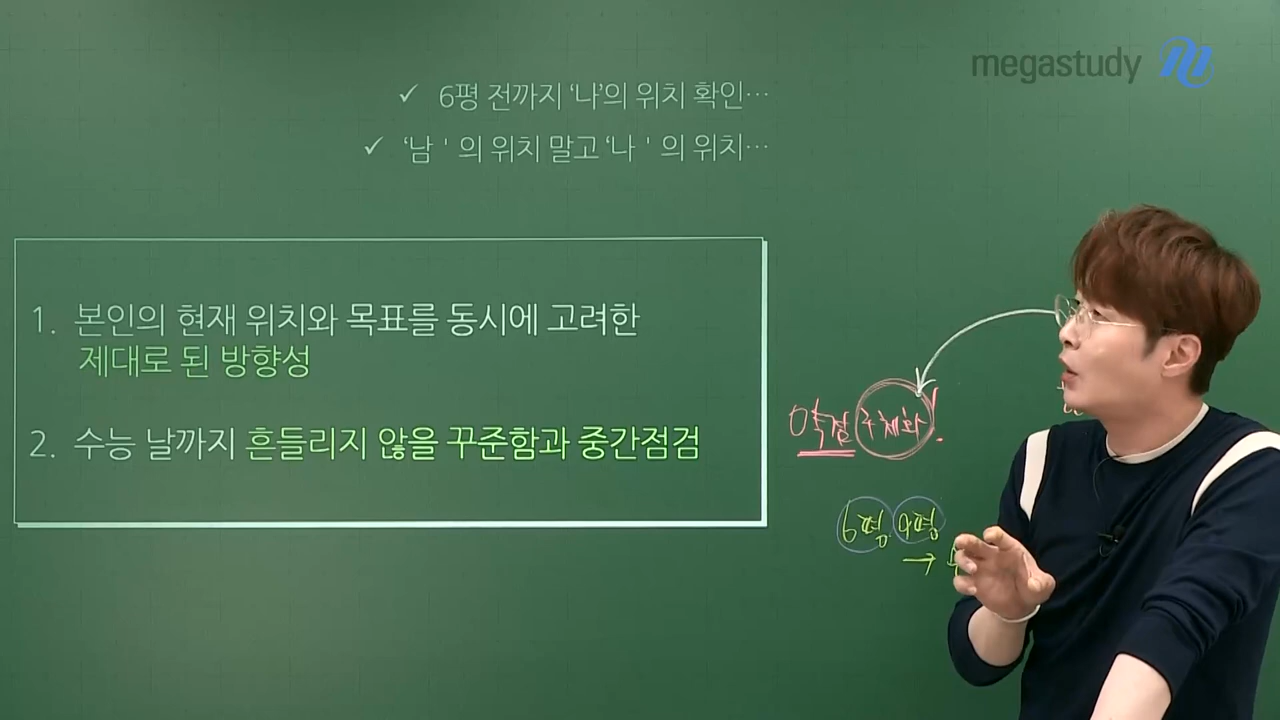 megastudy
✓ 6평 전까지 ‘나’의 위치 확인…
✓ ‘남 ' 의 위치 말고 ‘나 ' 의 위치…
1. 본인의 현재 위치와 목표를 동시에 고려한
제대로 된 방향성
2. 수능 날까지 흔들리지 않을 꾸준함과 중간점검
약점 구체화!
6평, 9평
→